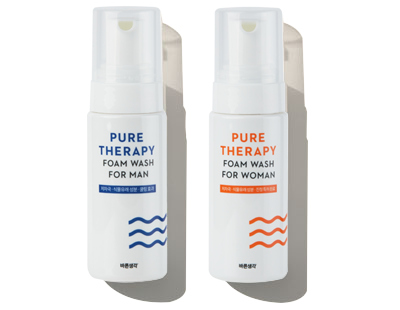 PURE
THERAPY
FOAM WASH
FOR MAN
바른생각
PURE
THERAPY
FOAM WASH
FOR WOMAN
바른생각